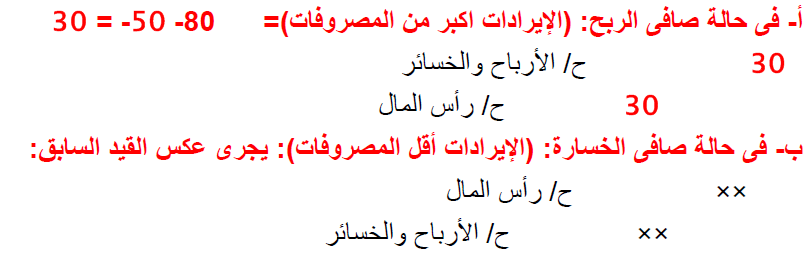 أ- فى حالة صافى الربح: (الإيرادات اكبر من المصروفات)= 80- 50- = 30
30 ح/ الأرباح والخسائر
30 ح/ رأس المال
ب- فى حالة صافى الخسارة: (الإيرادات أقل المصروفات): يجرى عكس القيد السابق:
×× ح/ رأس المال
×× ح/ الأرباح والخسائر